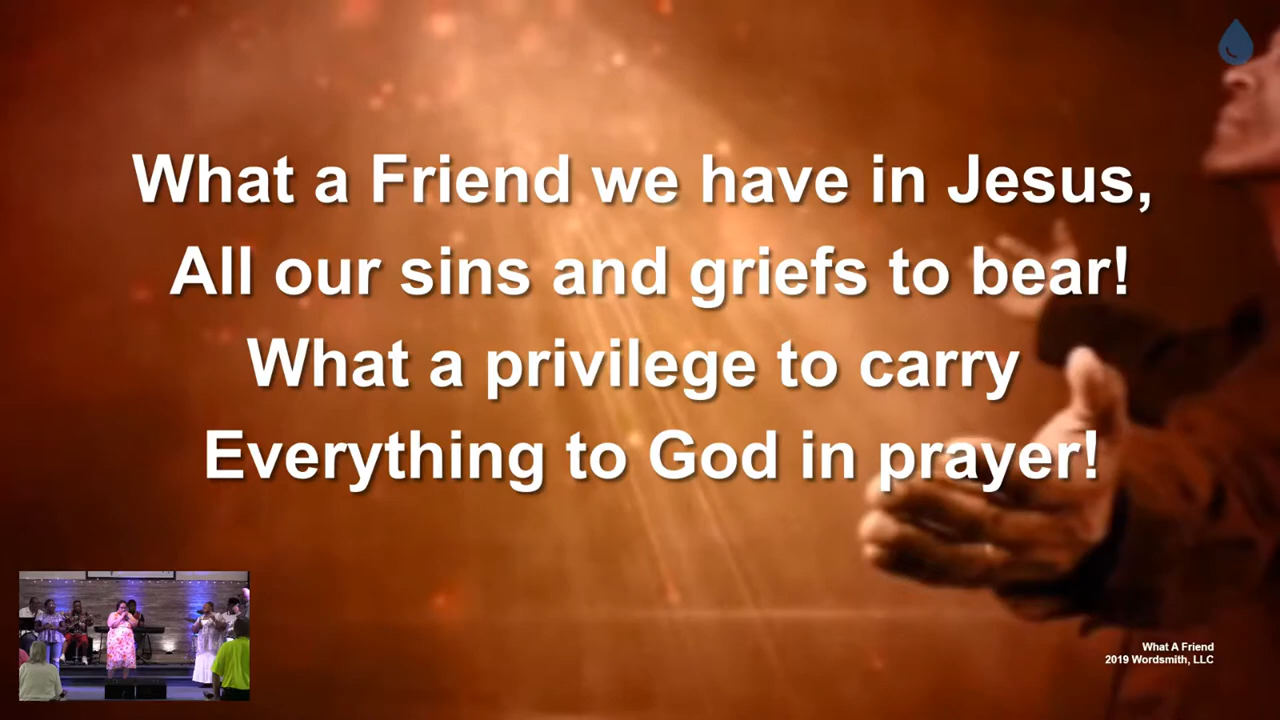 What a Friend we have in Jesus,
All our sins and griefs to bear!
What a privilege to carry
Everything to God in prayer!
What A Friend
2019 Wordsmith, LLC